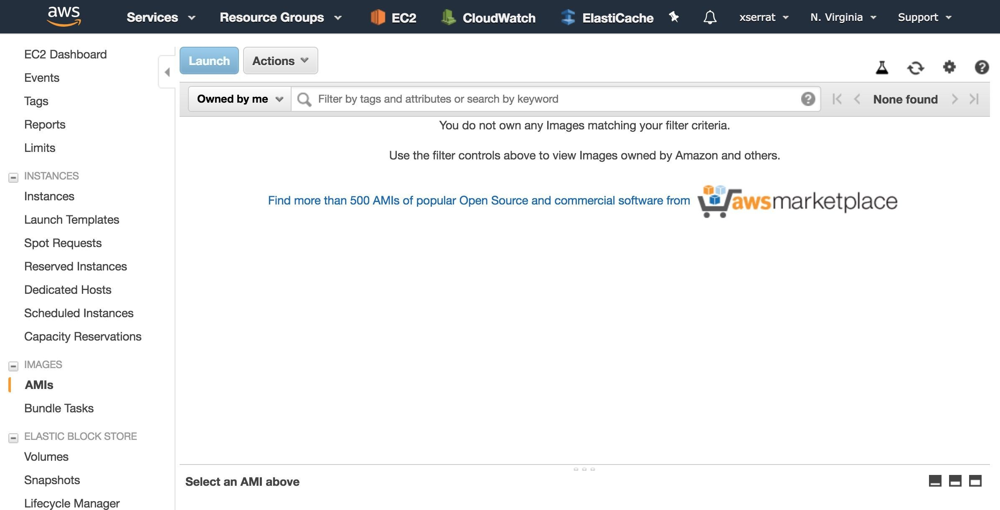 aws
Services
Resource Groups
EC2
CloudWatch
ElastiCache
xserrat
N. Virginia
Support
EC2 Dashboard
Events
Tags
Reports
Limits
INSTANCES
Instances
Launch Templates
Spot Requests
Reserved Instances
Dedicated Hosts
Scheduled Instances
Capacity Reservations
IMAGES
AMIs
Bundle Tasks
ELASTIC BLOCK STORE
Volumes
Snapshots
Lifecycle Manager
Launch
Actions
Owned by me
Filter by tags and attributes or search by keyword
None found
You do not own any Images matching your filter criteria.
Use the filter controls above to view Images owned by Amazon and others.
Find more than 500 AMIs of popular Open Source and commercial software from
awsmarketplace
Select an AMI above